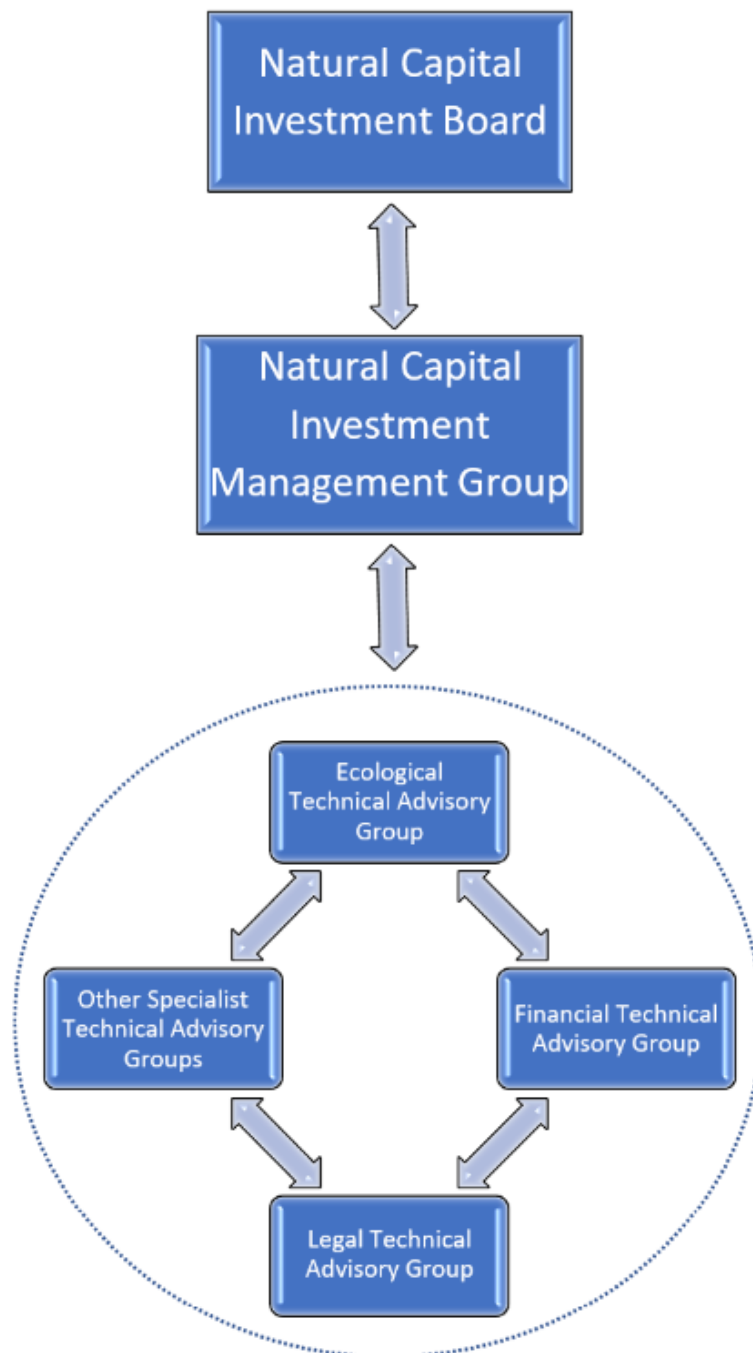 Natural Capital
Investment Board
Natural Capital
Investment
Management Group
Ecological
Technical Advisory
Group
Other Specialist
Technical Advisory
Groups
Financial Technical
Advisory Group
Legal Technical
Advisory Group